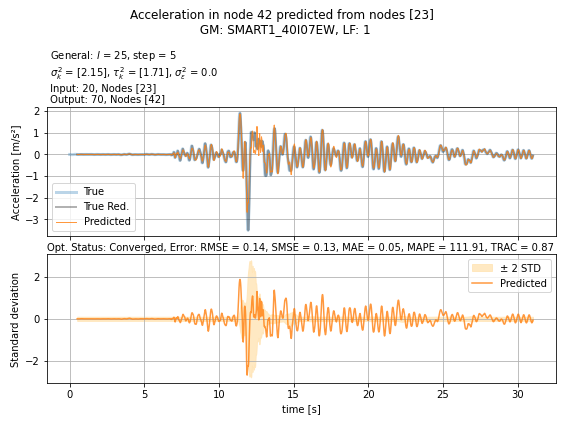 Acceleration in node 42 predicted from nodes [23]
GM: SMART1_40I07EW, LF: 1
General: l = 25, step = 5
σ²ₖ = [2.15], τ²ₖ = [1.71], σ²ε = 0.0
Input: 20, Nodes [23]
Output: 70, Nodes [42]
Acceleration [m/s²]
2
1
0
−1
−2
−3
True
True Red.
Predicted
Opt. Status: Converged, Error: RMSE = 0.14, SMSE = 0.13, MAE = 0.05, MAPE = 111.91, TRAC = 0.87
Standard deviation
2
0
−2
± 2 STD
Predicted
0 5 10 15 20 25 30
time [s]